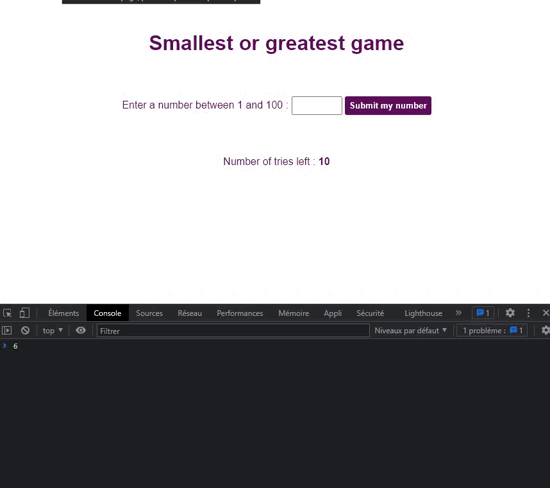 Smallest or greatest game
Enter a number between 1 and 100 : Submit my number
Number of tries left : 10
Éléments Console Sources Réseau Performances Mémoire Appli Sécurité Lighthouse » 1
top Filtrer Niveaux par défaut 1 problème : 1
> 6